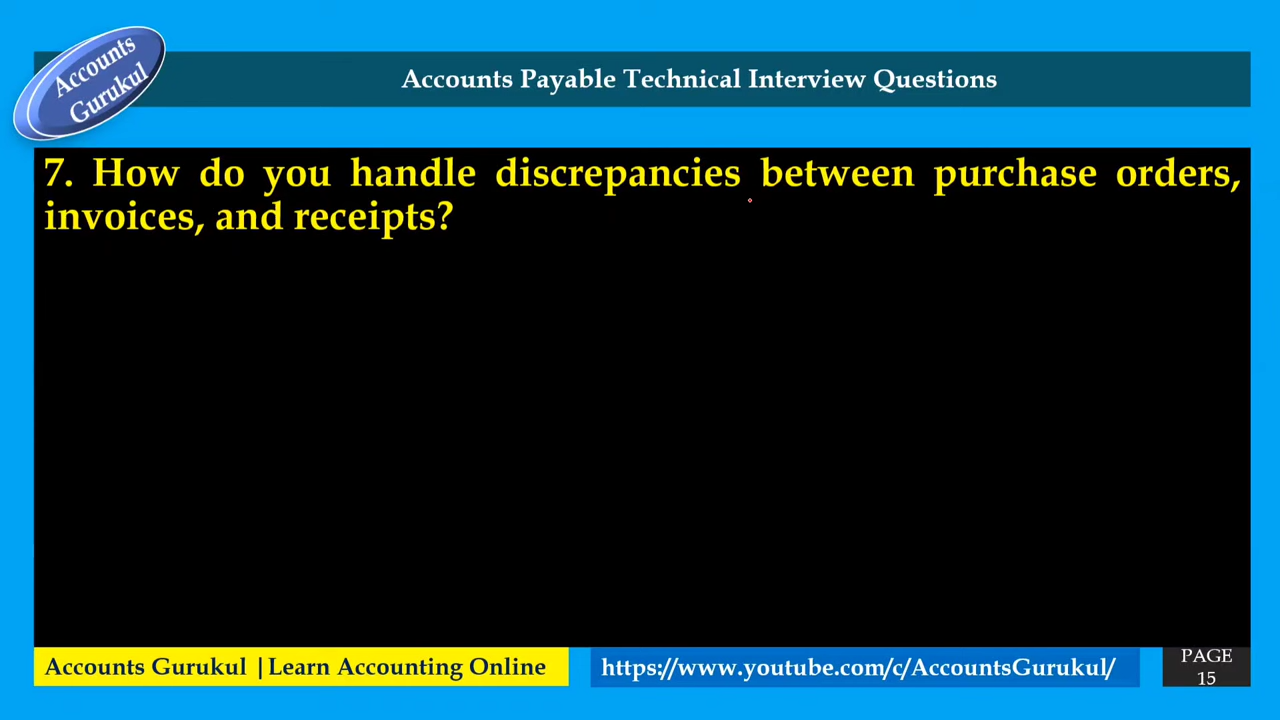 Accounts
Gurukul
Accounts Payable Technical Interview Questions
7. How do you handle discrepancies between purchase orders,
invoices, and receipts?
Accounts Gurukul |Learn Accounting Online
https://www.youtube.com/c/AccountsGurukul/
PAGE
15